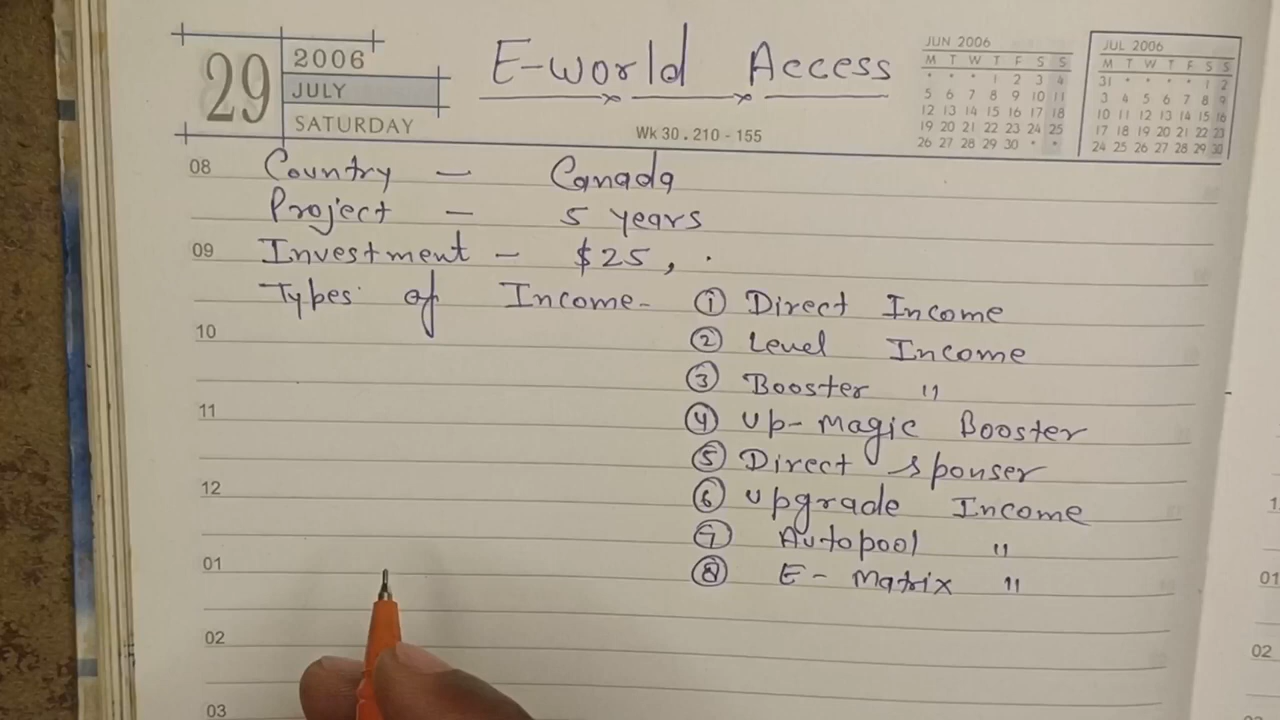 29
2006
JULY
SATURDAY
E-world Access
Wk 30 . 210 - 155
JUN 2006
M T W T F S S
* * * 1 2 3 4
5 6 7 8 9 10 11
12 13 14 15 16 17 18
19 20 21 22 23 24 25
26 27 28 29 30 * *
JUL 2006
M T W T F S S
31 * * * * 1 2
3 4 5 6 7 8 9
10 11 12 13 14 15 16
17 18 19 20 21 22 23
24 25 26 27 28 29 30
08 Country - Canada
Project - 5 years
09 Investment - $25, .
Types of Income- ① Direct Income
10 ② Level Income
③ Booster "
11 ④ Up-Magic Booster
⑤ Direct Sponser
12 ⑥ Upgrade Income
⑦ Autopool "
01 ⑧ E-Matrix "
02
03
01
02